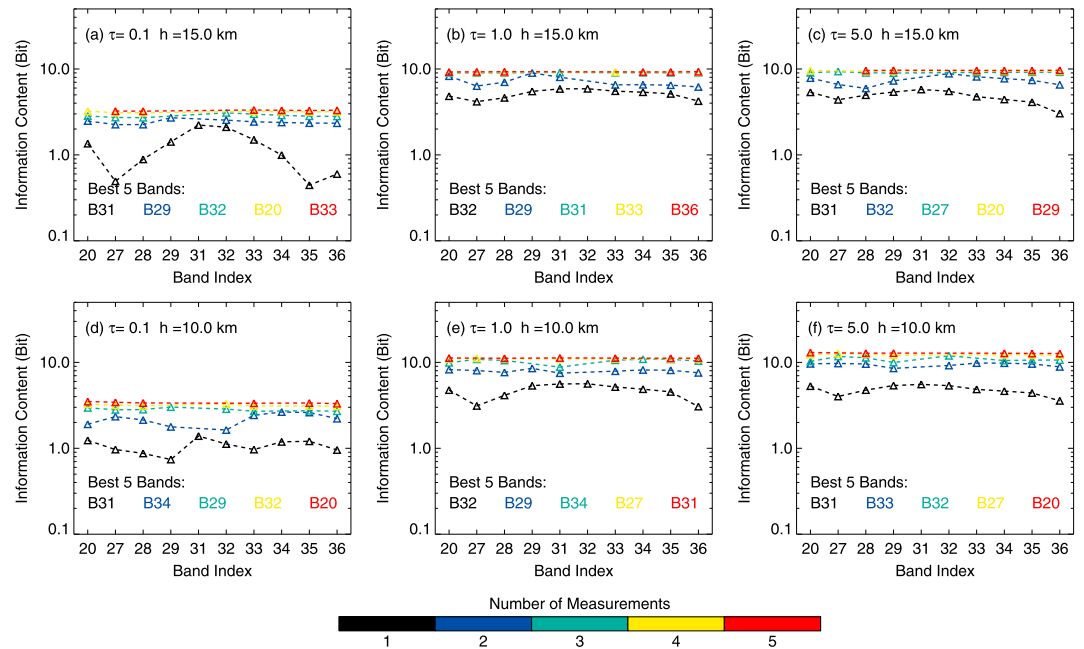 (a) τ= 0.1 h =15.0 km
Information Content (Bit)
10.0
1.0
0.1
Best 5 Bands:
B31 B29 B32 B20 B33
20 27 28 29 31 32 33 34 35 36
Band Index
(b) τ= 1.0 h =15.0 km
Information Content (Bit)
10.0
1.0
0.1
Best 5 Bands:
B32 B29 B31 B33 B36
20 27 28 29 31 32 33 34 35 36
Band Index
(c) τ= 5.0 h =15.0 km
Information Content (Bit)
10.0
1.0
0.1
Best 5 Bands:
B31 B32 B27 B20 B29
20 27 28 29 31 32 33 34 35 36
Band Index
(d) τ= 0.1 h =10.0 km
Information Content (Bit)
10.0
1.0
0.1
Best 5 Bands:
B31 B34 B29 B32 B20
20 27 28 29 31 32 33 34 35 36
Band Index
(e) τ= 1.0 h =10.0 km
Information Content (Bit)
10.0
1.0
0.1
Best 5 Bands:
B32 B29 B34 B27 B31
20 27 28 29 31 32 33 34 35 36
Band Index
(f) τ= 5.0 h =10.0 km
Information Content (Bit)
10.0
1.0
0.1
Best 5 Bands:
B31 B33 B32 B27 B20
20 27 28 29 31 32 33 34 35 36
Band Index
Number of Measurements
1 2 3 4 5